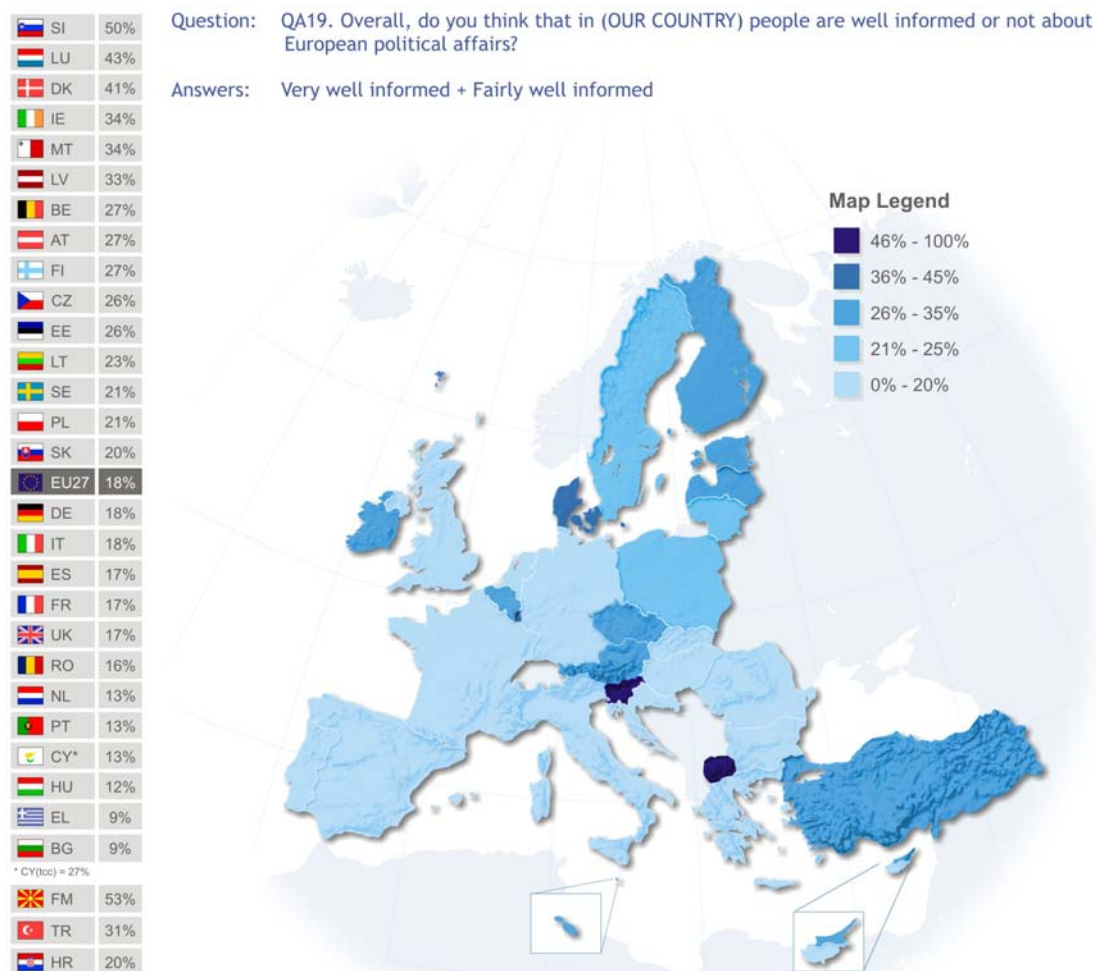 Question: QA19. Overall, do you think that in (OUR COUNTRY) people are well informed or not about
European political affairs?
Answers: Very well informed + Fairly well informed
SI 50%
LU 43%
DK 41%
IE 34%
MT 34%
LV 33%
BE 27%
AT 27%
FI 27%
CZ 26%
EE 26%
LT 23%
SE 21%
PL 21%
SK 20%
EU27 18%
DE 18%
IT 18%
ES 17%
FR 17%
UK 17%
RO 16%
NL 13%
PT 13%
CY* 13%
HU 12%
EL 9%
BG 9%
* CY(tcc) = 27%
FM 53%
TR 31%
HR 20%
Map Legend
46% - 100%
36% - 45%
26% - 35%
21% - 25%
0% - 20%